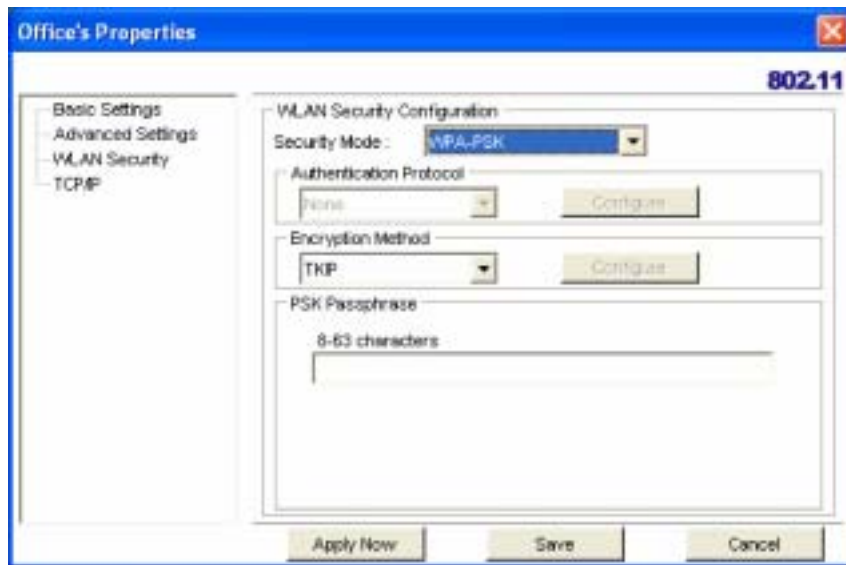 Office's Properties
802.11
Basic Settings
Advanced Settings
WLAN Security
TCP/IP
WLAN Security Configuration
Security Mode : WPA-PSK
Authentication Protocol
None Configure
Encryption Method
TKIP Configure
PSK Passphrase
8-63 characters
Apply Now Save Cancel